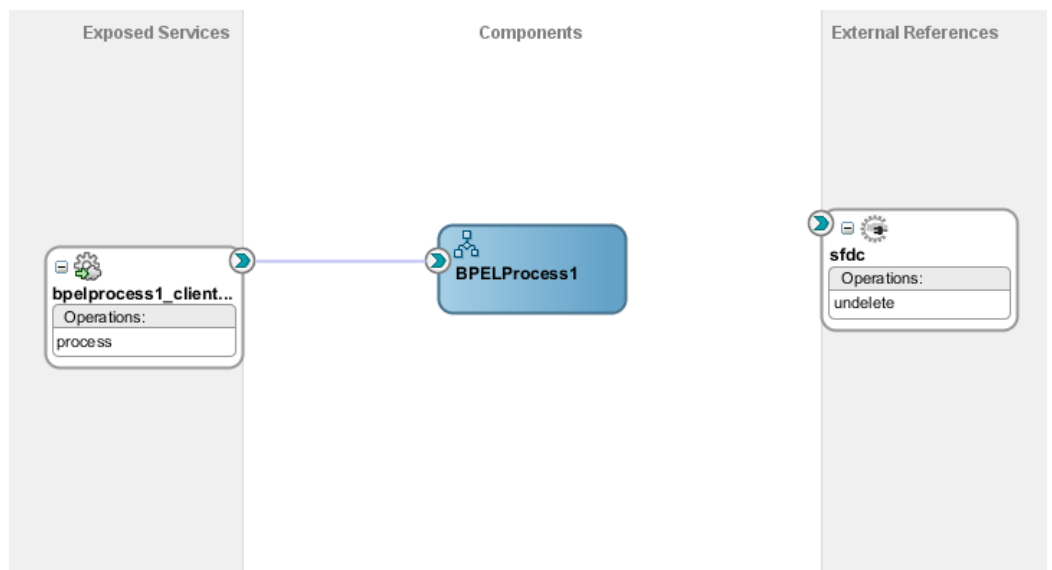 Exposed Services
Components
External References
bpelprocess1_client...
Operations:
process
BPELProcess1
sfdc
Operations:
undelete